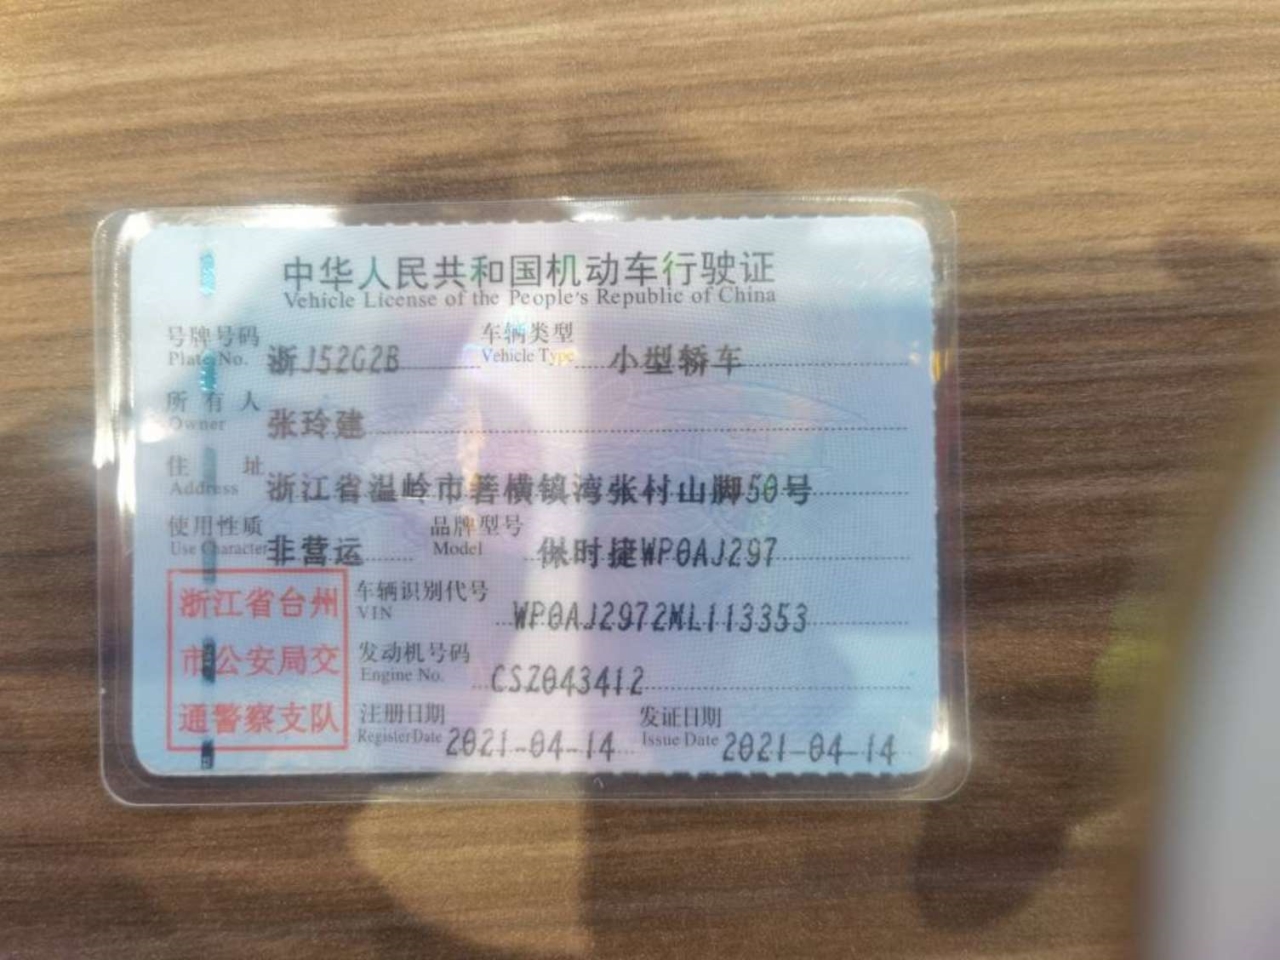 中华人民共和国机动车行驶证
Vehicle License of the People's Republic of China
号牌号码 浙J52G2B 车辆类型 小型轿车
Plate No. Vehicle Type
所有人 张玲建
Owner
住址 浙江省温岭市箬横镇湾张村山脚50号
Address
使用性质 非营运 品牌型号 保时捷WP0AJ297
Use Character Model
浙江省台州市公安局交通警察支队
车辆识别代号 WP0AJ2972ML113353
VIN
发动机号码 CSZ043412
Engine No.
注册日期 2021-04-14 发证日期 2021-04-14
Register Date Issue Date